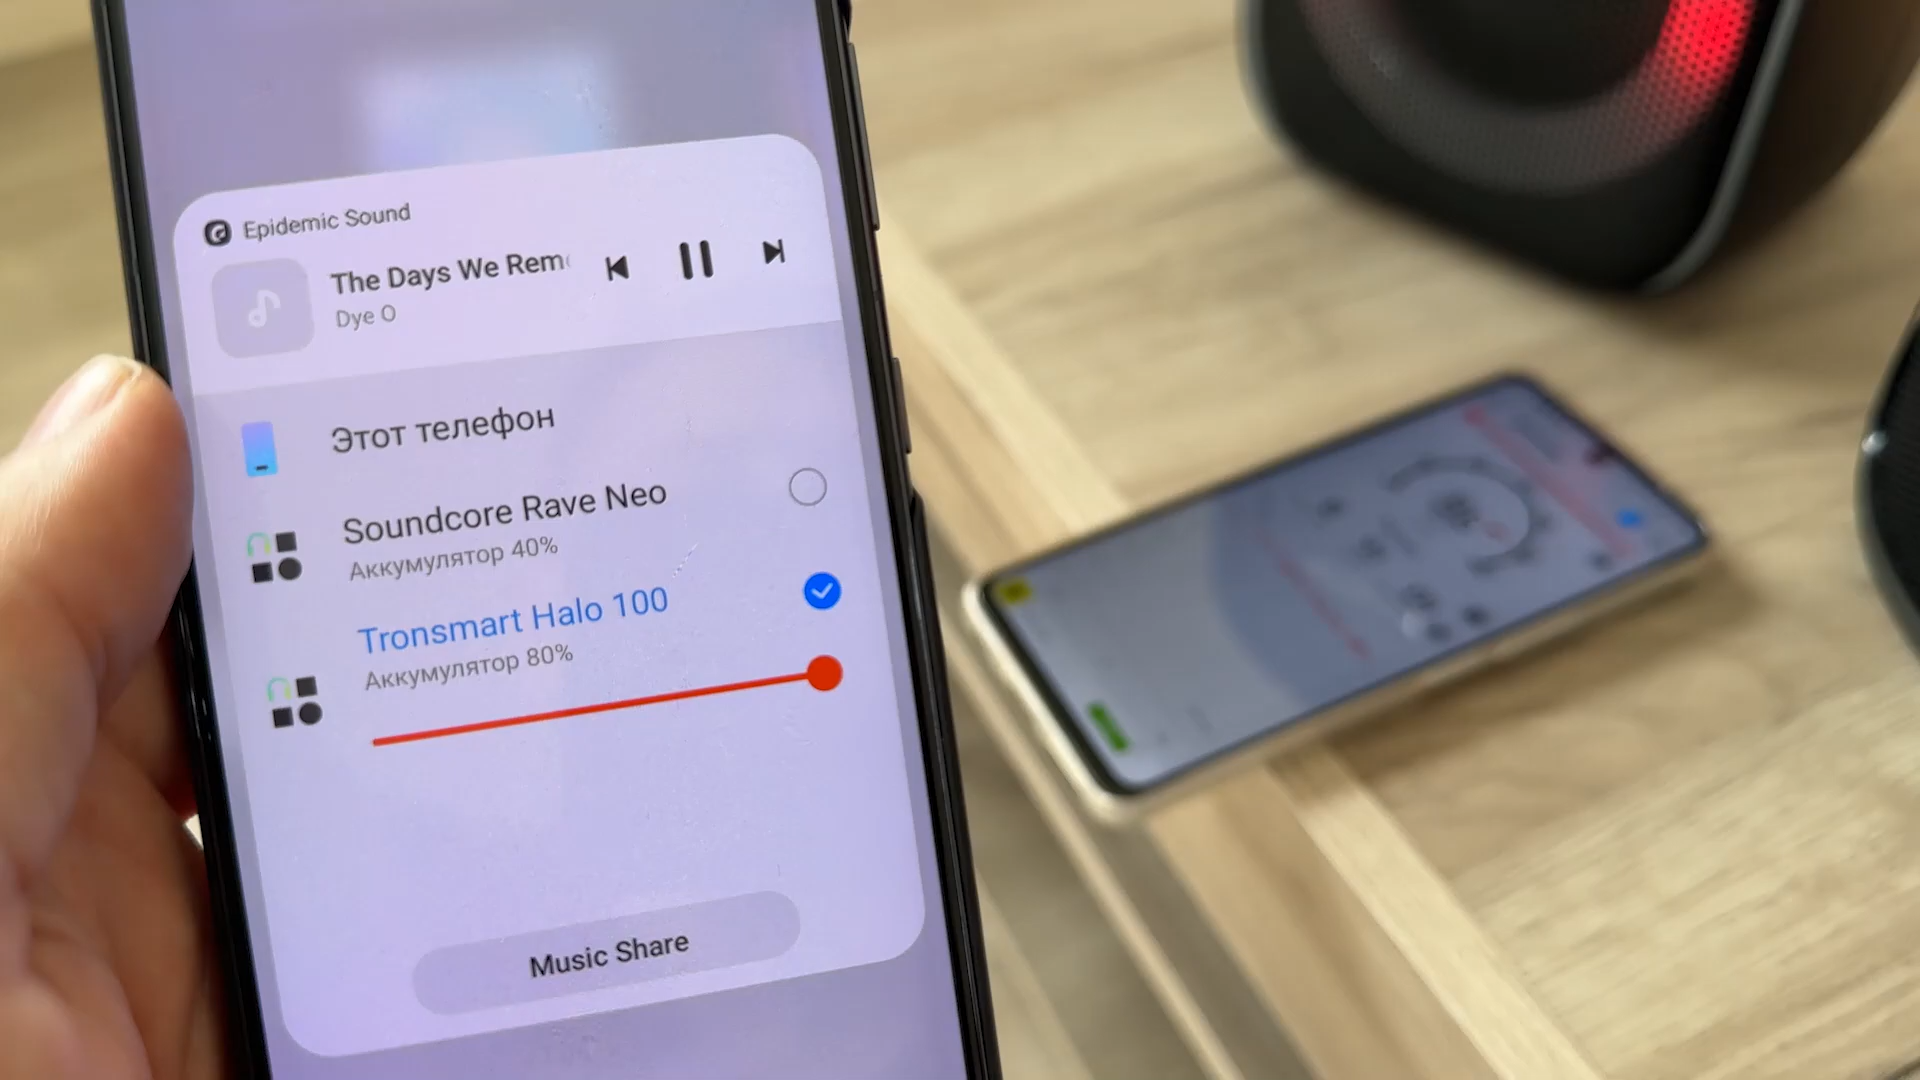 Epidemic Sound
The Days We Rem
Dye O
Этот телефон
Soundcore Rave Neo
Аккумулятор 40%
Tronsmart Halo 100
Аккумулятор 80%
Music Share